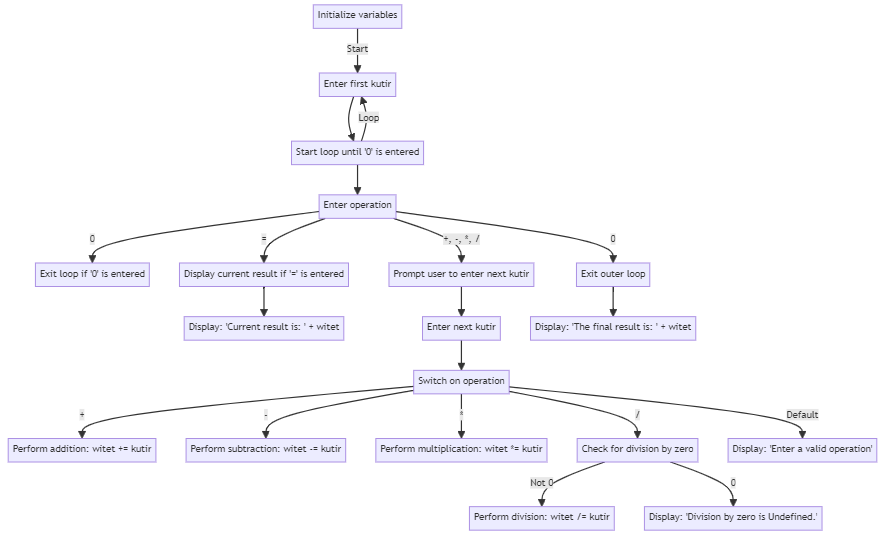 Initialize variables
Start
Enter first kutir
Loop
Start loop until '0' is entered
Enter operation
0
=
+, -, *, /
0
Exit loop if '0' is entered
Display current result if '=' is entered
Prompt user to enter next kutir
Exit outer loop
Display: 'Current result is: ' + witet
Enter next kutir
Display: 'The final result is: ' + witet
Switch on operation
+
-
*
/
Default
Perform addition: witet += kutir
Perform subtraction: witet -= kutir
Perform multiplication: witet *= kutir
Check for division by zero
Display: 'Enter a valid operation'
Not 0
0
Perform division: witet /= kutir
Display: 'Division by zero is Undefined.'